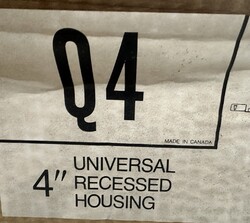 Q4
MADE IN CANADA
4" UNIVERSAL
RECESSED
HOUSING